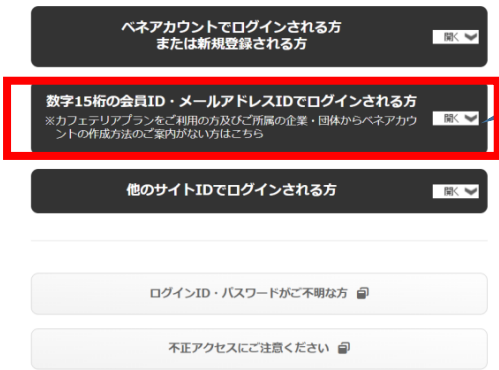 ベネアカウントでログインされる方
または新規登録される方
開く
数字15桁の会員ID・メールアドレスIDでログインされる方
※カフェテリアプランをご利用の方及びご所属の企業・団体からベネアカウ
ントの作成方法のご案内がない方はこちら
開く
他のサイトIDでログインされる方
開く
ログインID・パスワードがご不明な方
不正アクセスにご注意ください